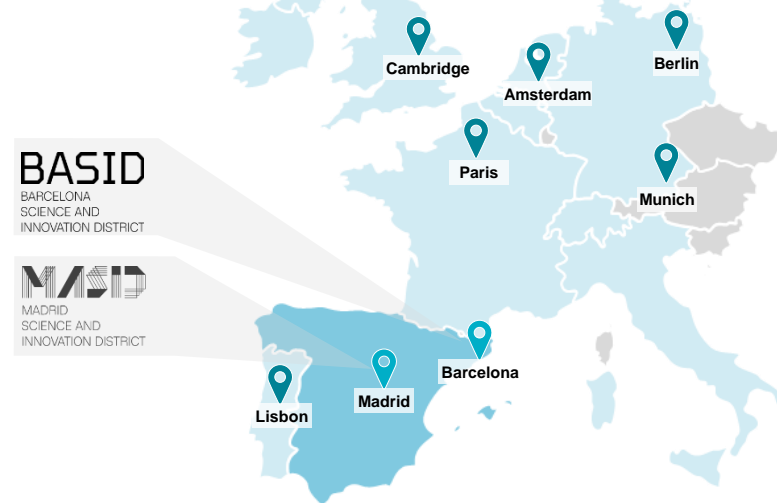 Cambridge
Berlin
Amsterdam
BASID
BARCELONA
SCIENCE AND
INNOVATION DISTRICT
Paris
Munich
MASID
MADRID
SCIENCE AND
INNOVATION DISTRICT
Barcelona
Madrid
Lisbon